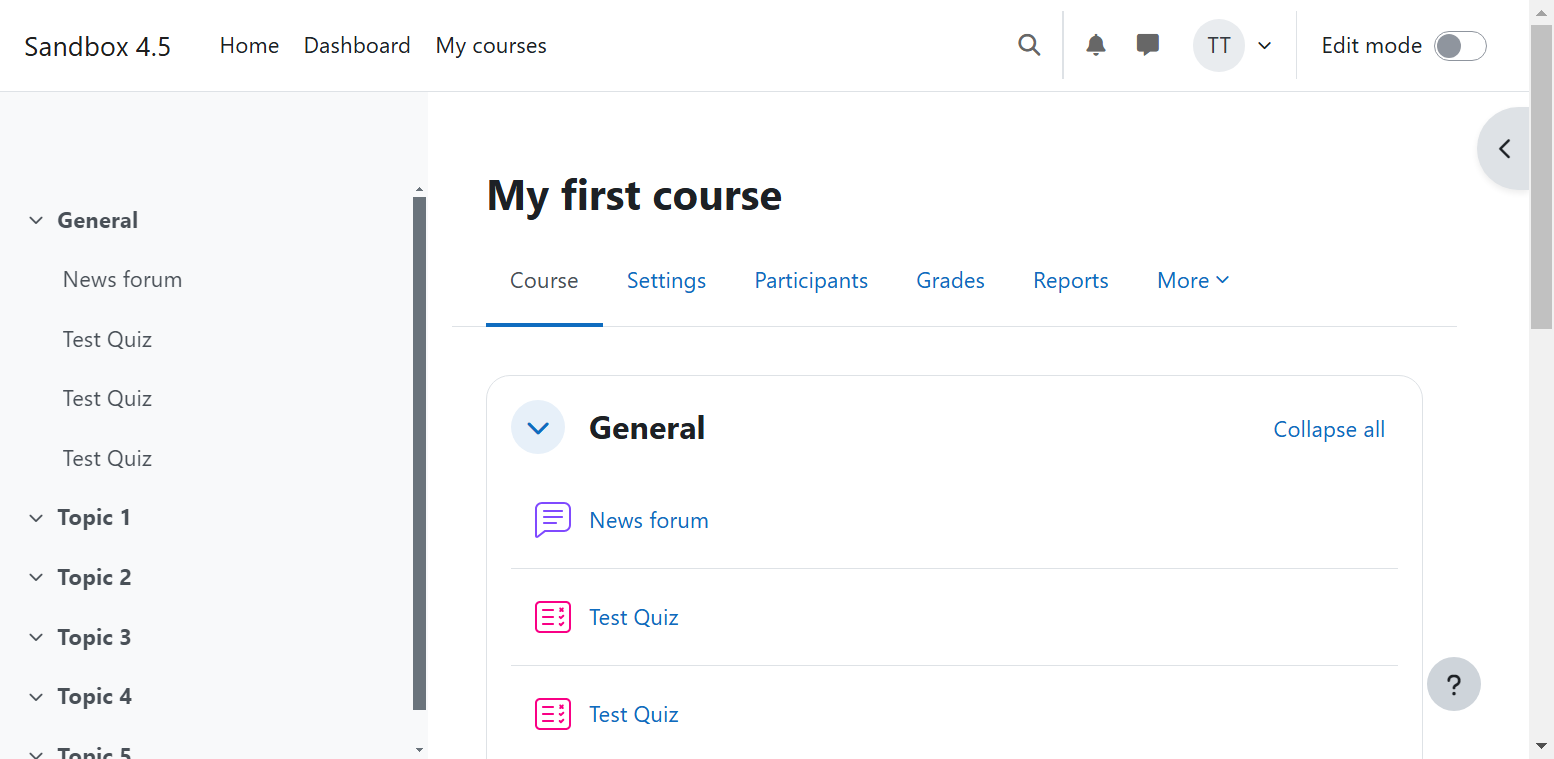 Sandbox 4.5 Home Dashboard My courses TT Edit mode
General
News forum
Test Quiz
Test Quiz
Test Quiz
Topic 1
Topic 2
Topic 3
Topic 4
Topic 5
My first course
Course Settings Participants Grades Reports More
General Collapse all
News forum
Test Quiz
Test Quiz
?